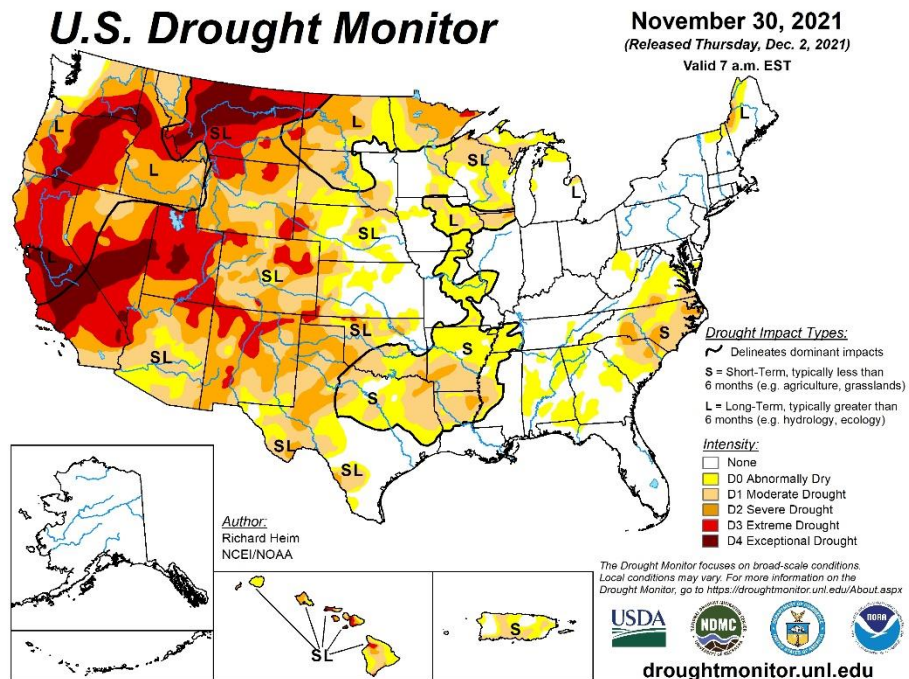 U.S. Drought Monitor
November 30, 2021
(Released Thursday, Dec. 2, 2021)
Valid 7 a.m. EST
L
SL
L
L
SL
L
SL
L
L
L
SL
SL
SL
SL
S
S
S
SL
SL
Drought Impact Types:
Delineates dominant impacts
S = Short-Term, typically less than
6 months (e.g. agriculture, grasslands)
L = Long-Term, typically greater than
6 months (e.g. hydrology, ecology)
Intensity:
None
D0 Abnormally Dry
D1 Moderate Drought
D2 Severe Drought
D3 Extreme Drought
D4 Exceptional Drought
Author:
Richard Heim
NCEI/NOAA
SL
S
The Drought Monitor focuses on broad-scale conditions.
Local conditions may vary. For more information on the
Drought Monitor, go to https://droughtmonitor.unl.edu/About.aspx
USDA
NDMC
NOAA
droughtmonitor.unl.edu